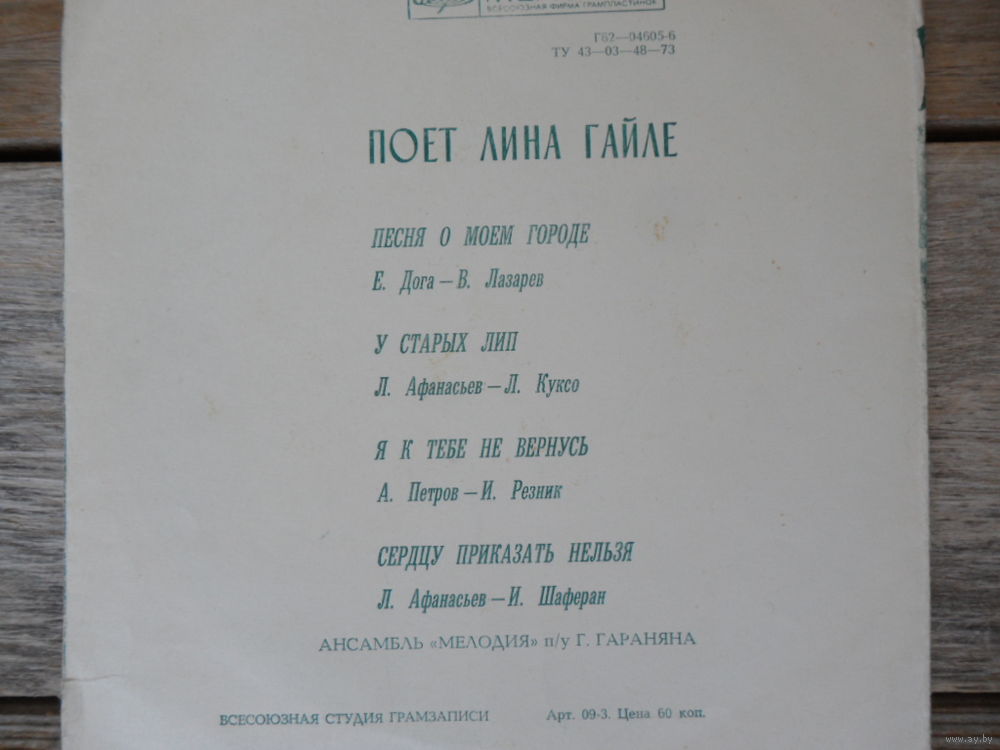 ВСЕСОЮЗНАЯ ФИРМА ГРАМПЛАСТИНОК
Г62—04605-6
ТУ 43—03—48—73
ПОЕТ ЛИНА ГАЙЛЕ
ПЕСНЯ О МОЕМ ГОРОДЕ
Е. Дога — В. Лазарев
У СТАРЫХ ЛИП
Л. Афанасьев — Л. Куксо
Я К ТЕБЕ НЕ ВЕРНУСЬ
А. Петров — И. Резник
СЕРДЦУ ПРИКАЗАТЬ НЕЛЬЗЯ
Л. Афанасьев — И. Шаферан
АНСАМБЛЬ «МЕЛОДИЯ» п/у Г. ГАРАНЯНА
ВСЕСОЮЗНАЯ СТУДИЯ ГРАМЗАПИСИ Арт. 09-3. Цена 60 коп.
www.ay.by